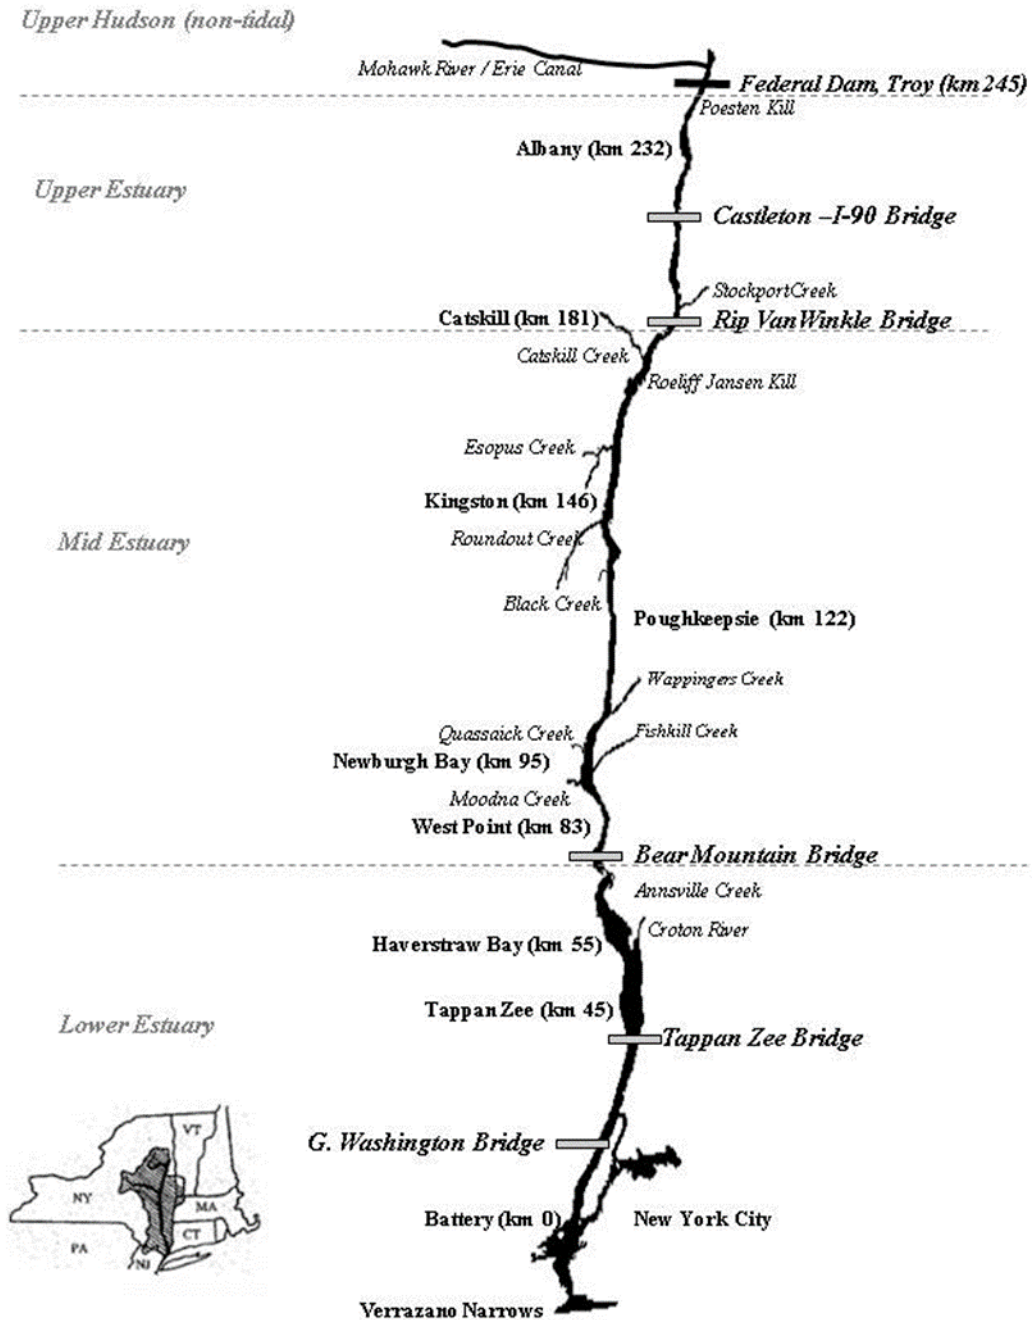 Upper Hudson (non-tidal)
Mohawk River / Erie Canal
Federal Dam, Troy (km 245)
Poesten Kill
Albany (km 232)
Upper Estuary
Castleton –I-90 Bridge
Stockport Creek
Catskill (km 181)
Rip Van Winkle Bridge
Catskill Creek
Roeliff Jansen Kill
Esopus Creek
Kingston (km 146)
Roundout Creek
Mid Estuary
Black Creek
Poughkeepsie (km 122)
Wappingers Creek
Quassaick Creek
Fishkill Creek
Newburgh Bay (km 95)
Moodna Creek
West Point (km 83)
Bear Mountain Bridge
Annsville Creek
Croton River
Haverstraw Bay (km 55)
Tappan Zee (km 45)
Lower Estuary
Tappan Zee Bridge
G. Washington Bridge
VT
NY
MA
CT
PA
NJ
Battery (km 0)
New York City
Verrazano Narrows